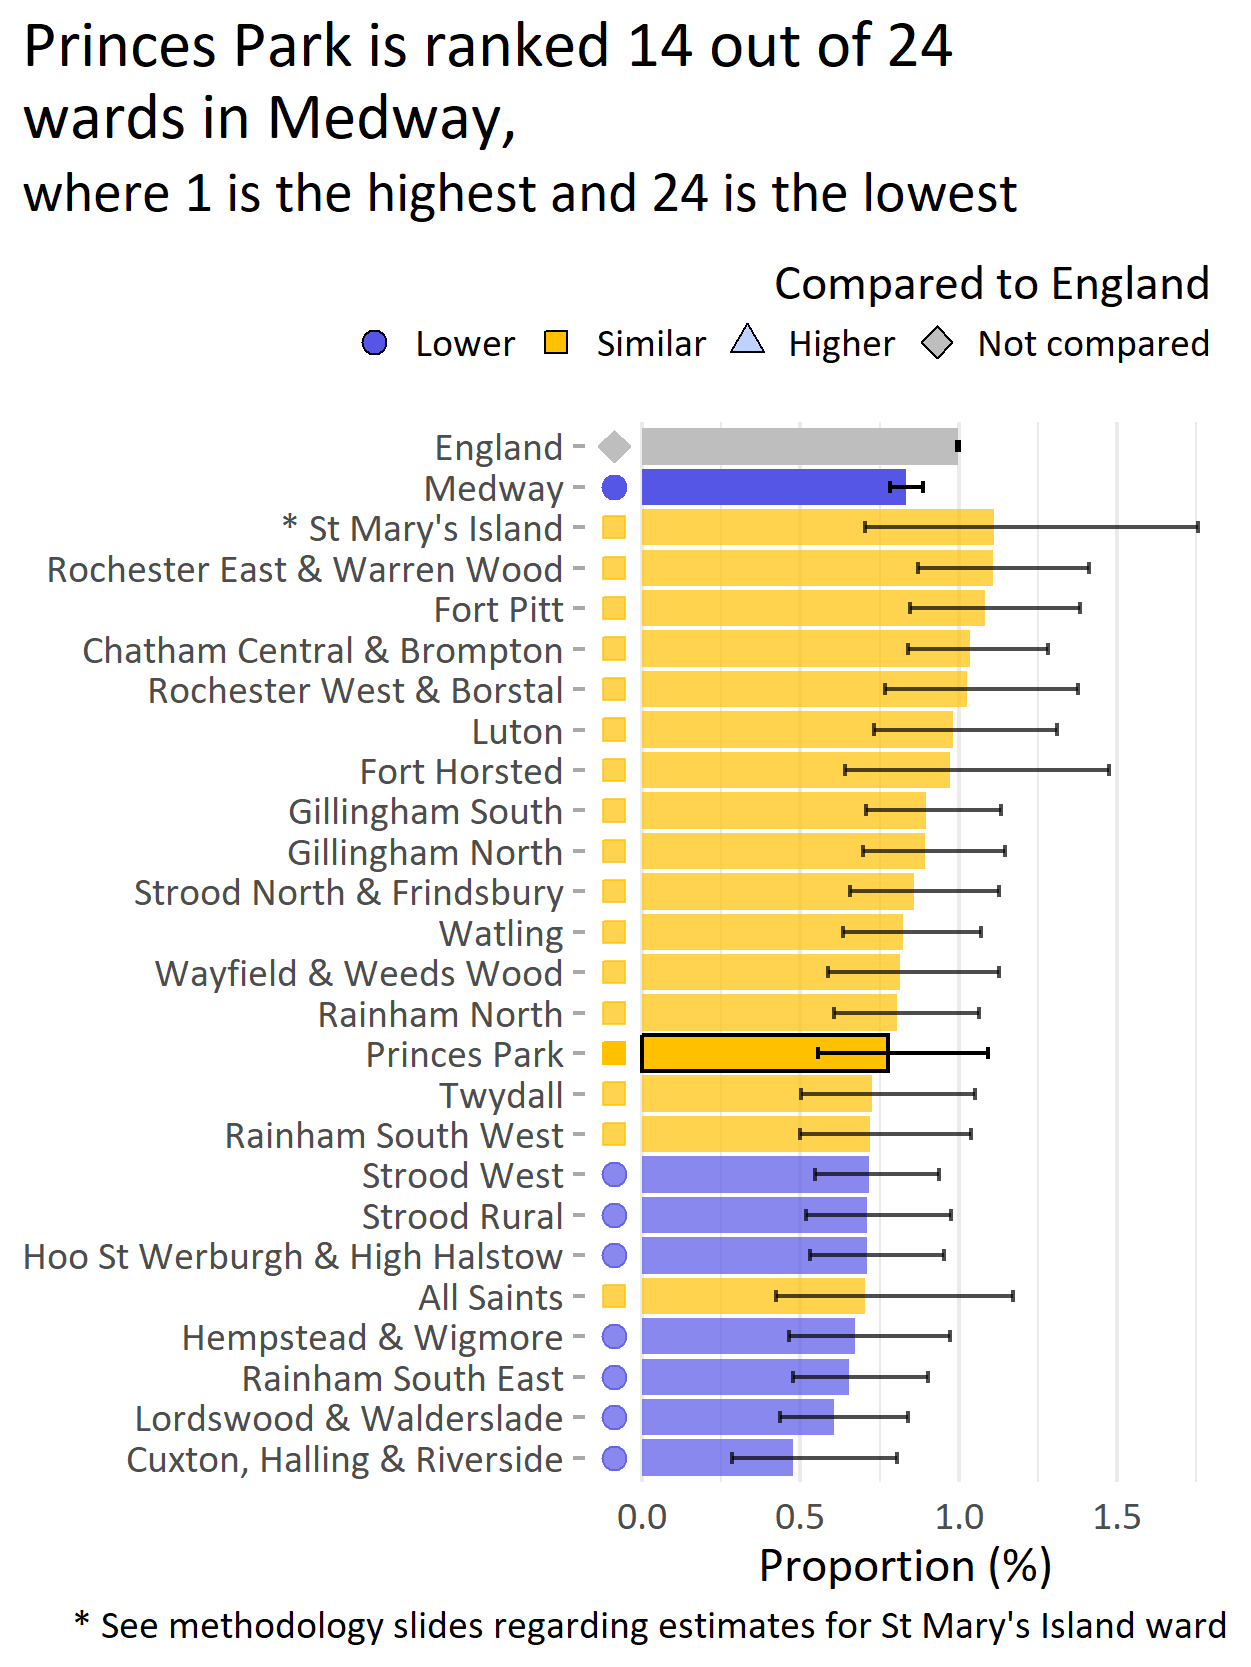 Princes Park is ranked 14 out of 24
wards in Medway,
where 1 is the highest and 24 is the lowest
Compared to England
Lower Similar Higher Not compared
England
Medway
* St Mary's Island
Rochester East & Warren Wood
Fort Pitt
Chatham Central & Brompton
Rochester West & Borstal
Luton
Fort Horsted
Gillingham South
Gillingham North
Strood North & Frindsbury
Watling
Wayfield & Weeds Wood
Rainham North
Princes Park
Twydall
Rainham South West
Strood West
Strood Rural
Hoo St Werburgh & High Halstow
All Saints
Hempstead & Wigmore
Rainham South East
Lordswood & Walderslade
Cuxton, Halling & Riverside
0.0 0.5 1.0 1.5
Proportion (%)
* See methodology slides regarding estimates for St Mary's Island ward